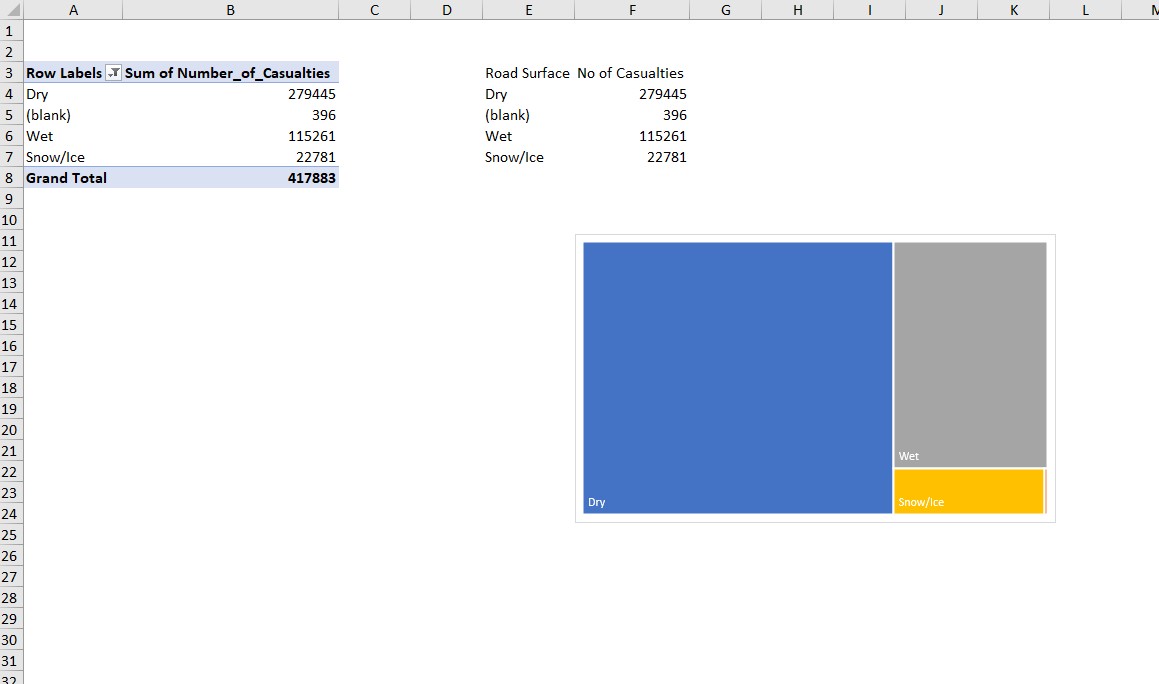 A B C D E F G H I J K L M
1
2
3 Row Labels Sum of Number_of_Casualties Road Surface No of Casualties
4 Dry 279445 Dry 279445
5 (blank) 396 (blank) 396
6 Wet 115261 Wet 115261
7 Snow/Ice 22781 Snow/Ice 22781
8 Grand Total 417883
9
10
11
12
13
14
15
16
17
18
19
20
21 Wet
22
23 Dry Snow/Ice
24
25
26
27
28
29
30
31
32